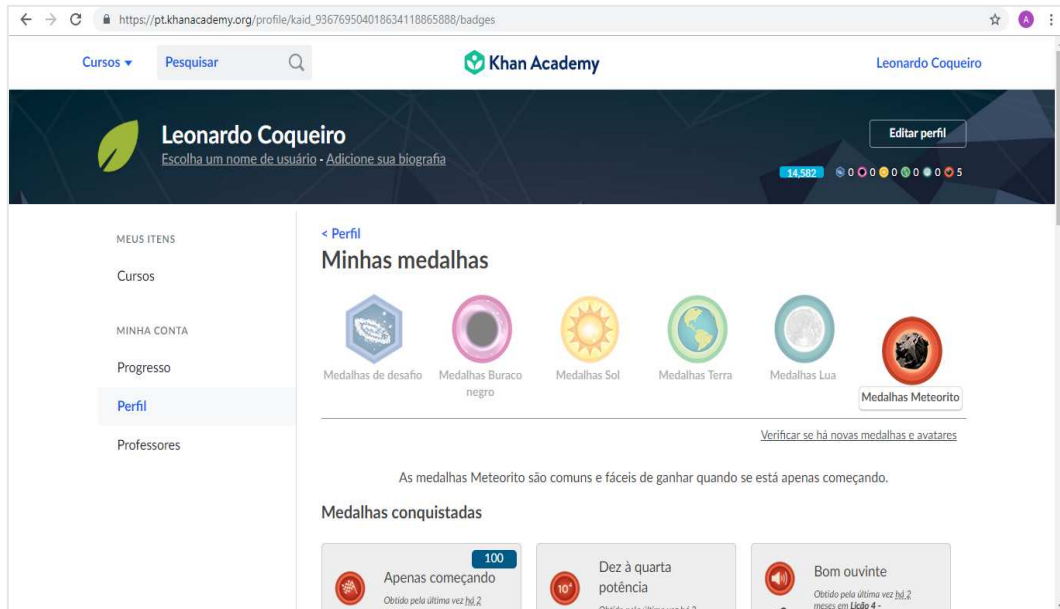 https://pt.khanacademy.org/profile/kaid_936769504018634118865888/badges
A
Cursos
Pesquisar
Khan Academy
Leonardo Coqueiro
Leonardo Coqueiro
Editar perfil
Escolha um nome de usuário - Adicione sua biografia
14,582 0 0 0 0 0 5
MEUS ITENS
Cursos
MINHA CONTA
Progresso
Perfil
Professores
< Perfil
Minhas medalhas
Medalhas de desafio
Medalhas Buraco
negro
Medalhas Sol
Medalhas Terra
Medalhas Lua
Medalhas Meteorito
Verificar se há novas medalhas e avatares
As medalhas Meteorito são comuns e fáceis de ganhar quando se está apenas começando.
Medalhas conquistadas
100
Apenas começando
Obtido pela última vez há 2
10⁴
Dez à quarta
potência
Bom ouvinte
Obtido pela última vez há 2
meses em Lição 4 -